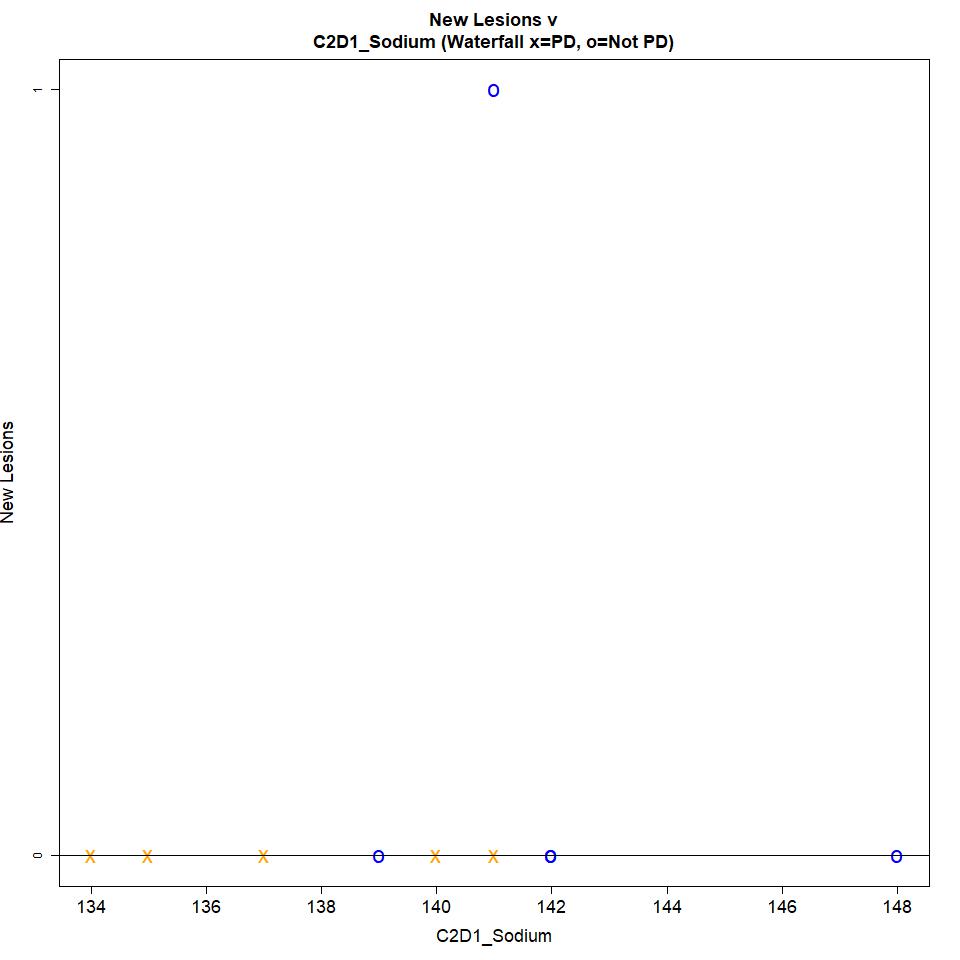 New Lesions v
C2D1_Sodium (Waterfall x=PD, o=Not PD)
New Lesions
1
0
o
x x x o x x o o
134 136 138 140 142 144 146 148
C2D1_Sodium